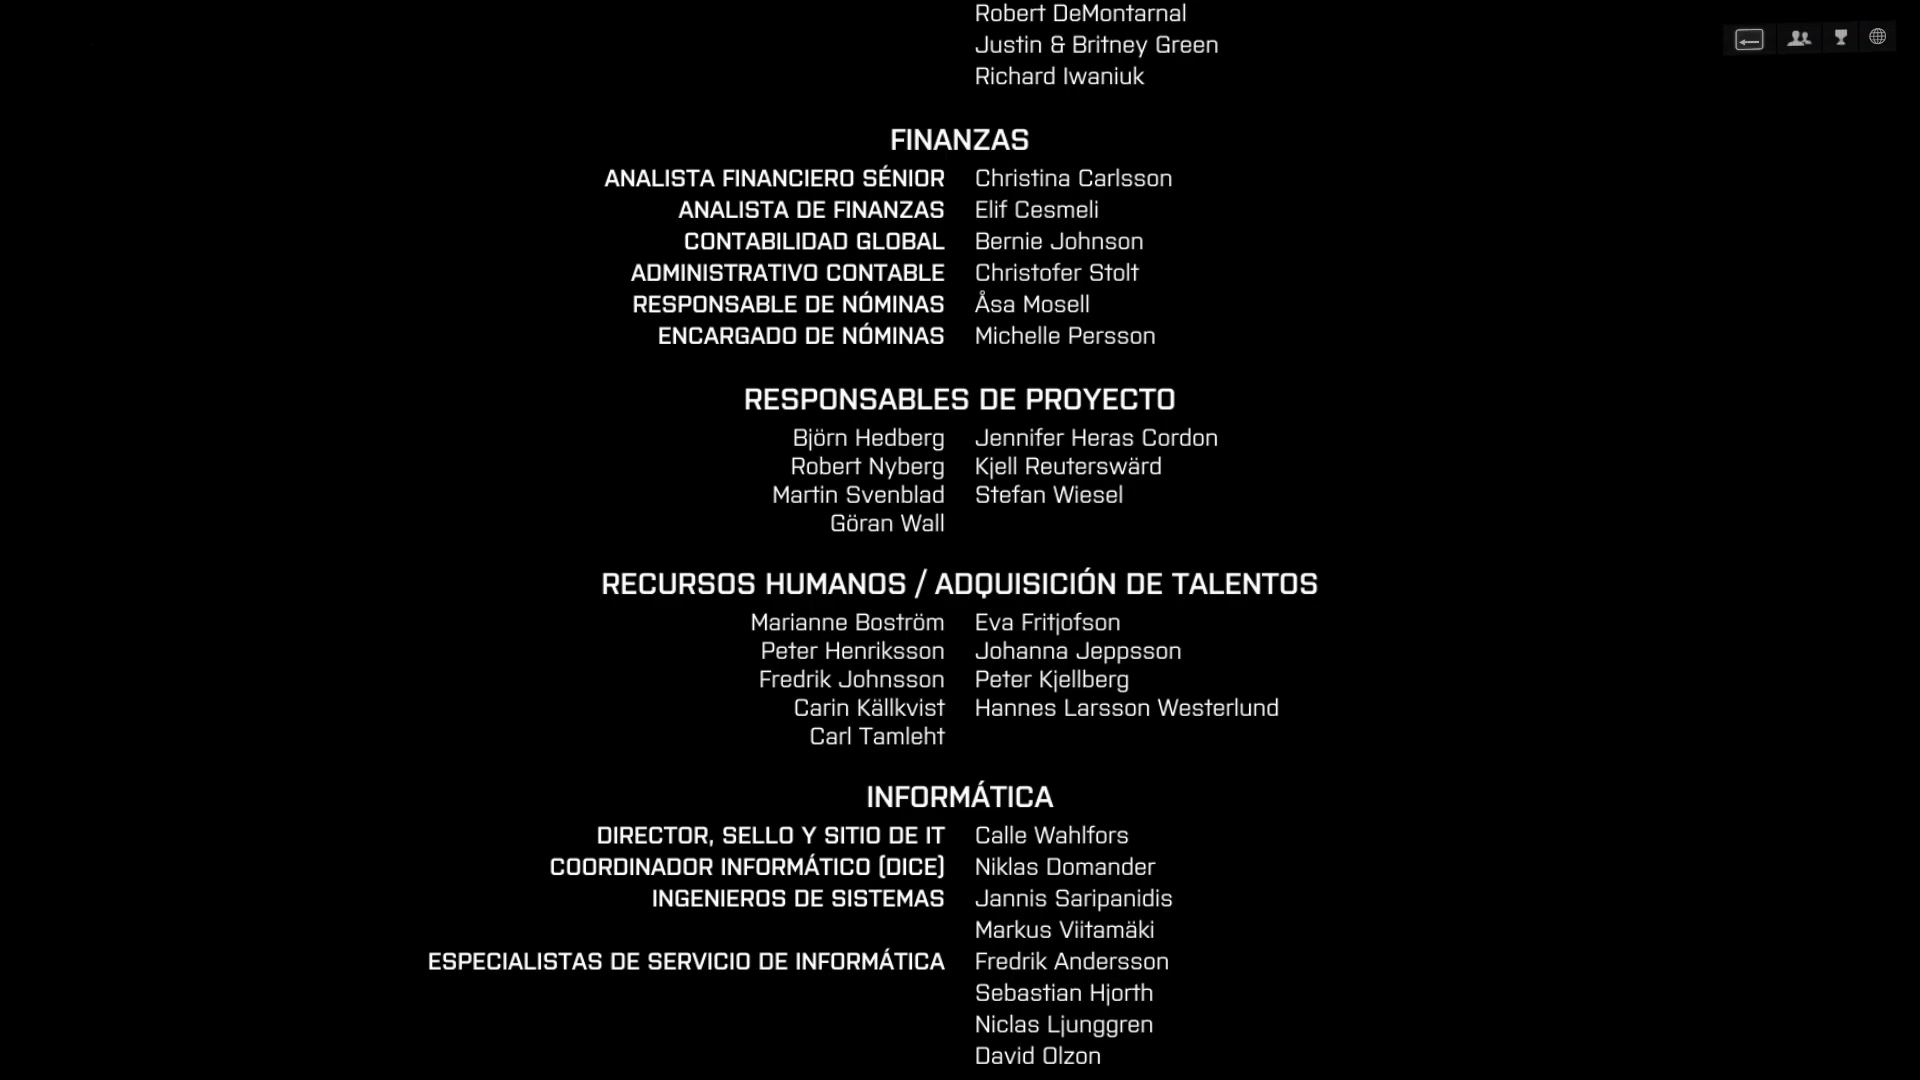 Robert DeMontarnal
Justin & Britney Green
Richard Iwaniuk
FINANZAS
ANALISTA FINANCIERO SÉNIOR Christina Carlsson
ANALISTA DE FINANZAS Elif Cesmeli
CONTABILIDAD GLOBAL Bernie Johnson
ADMINISTRATIVO CONTABLE Christofer Stolt
RESPONSABLE DE NÓMINAS Åsa Mosell
ENCARGADO DE NÓMINAS Michelle Persson
RESPONSABLES DE PROYECTO
Björn Hedberg Jennifer Heras Cordon
Robert Nyberg Kjell Reuterswärd
Martin Svenblad Stefan Wiesel
Göran Wall
RECURSOS HUMANOS / ADQUISICIÓN DE TALENTOS
Marianne Boström Eva Fritjofson
Peter Henriksson Johanna Jeppsson
Fredrik Johnsson Peter Kjellberg
Carin Källkvist Hannes Larsson Westerlund
Carl Tamleht
INFORMÁTICA
DIRECTOR, SELLO Y SITIO DE IT Calle Wahlfors
COORDINADOR INFORMÁTICO (DICE) Niklas Domander
INGENIEROS DE SISTEMAS Jannis Saripanidis
Markus Viitamäki
ESPECIALISTAS DE SERVICIO DE INFORMÁTICA Fredrik Andersson
Sebastian Hjorth
Niclas Ljunggren
David Olzon